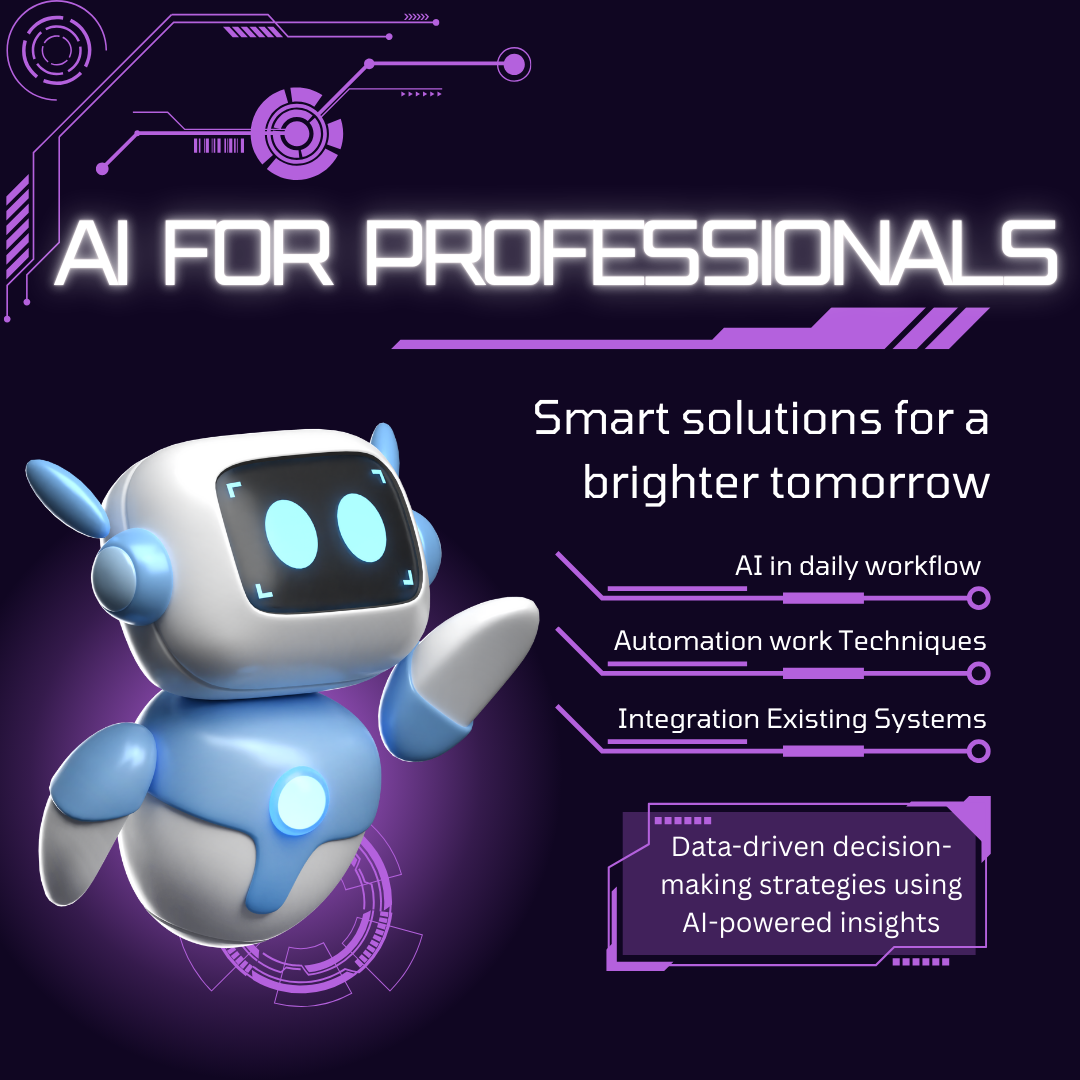 AI FOR PROFESSIONALS
Smart solutions for a
brighter tomorrow
AI in daily workflow
Automation work Techniques
Integration Existing Systems
Data-driven decision-
making strategies using
AI-powered insights